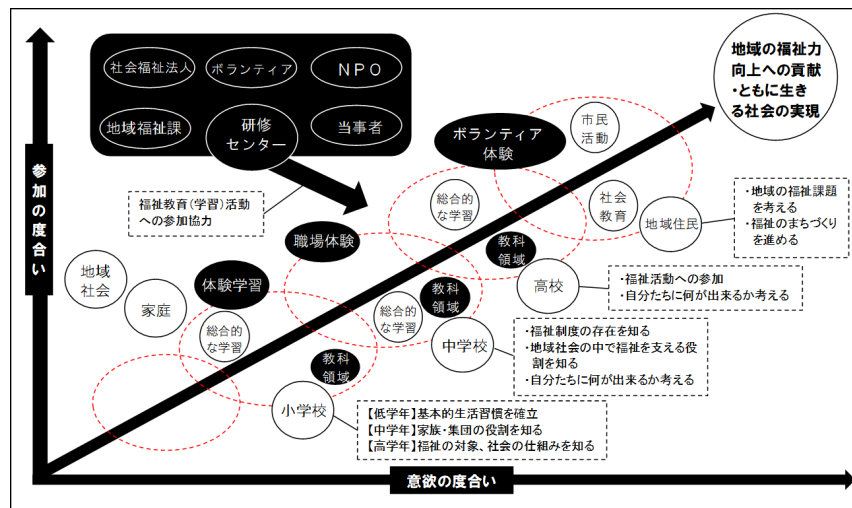 社会福祉法人
ボランティア
NPO
地域福祉課
研修
センター
当事者
地域の福祉力
向上への貢献
・ともに生き
る社会の実現
参加の度合い
福祉教育(学習)活動
への参加協力
ボランティア
体験
市民
活動
総合的
な学習
社会
教育
地域住民
・地域の福祉課題
を考える
・福祉のまちづくり
を進める
職場体験
教科
領域
高校
・福祉活動への参加
・自分たちに何が出来るか考える
地域
社会
家庭
体験学習
総合的
な学習
教科
領域
総合的
な学習
中学校
・福祉制度の存在を知る
・地域社会の中で福祉を支える役
割を知る
・自分たちに何が出来るか考える
教科
領域
小学校
【低学年】基本的生活習慣を確立
【中学年】家族・集団の役割を知る
【高学年】福祉の対象、社会の仕組みを知る
意欲の度合い